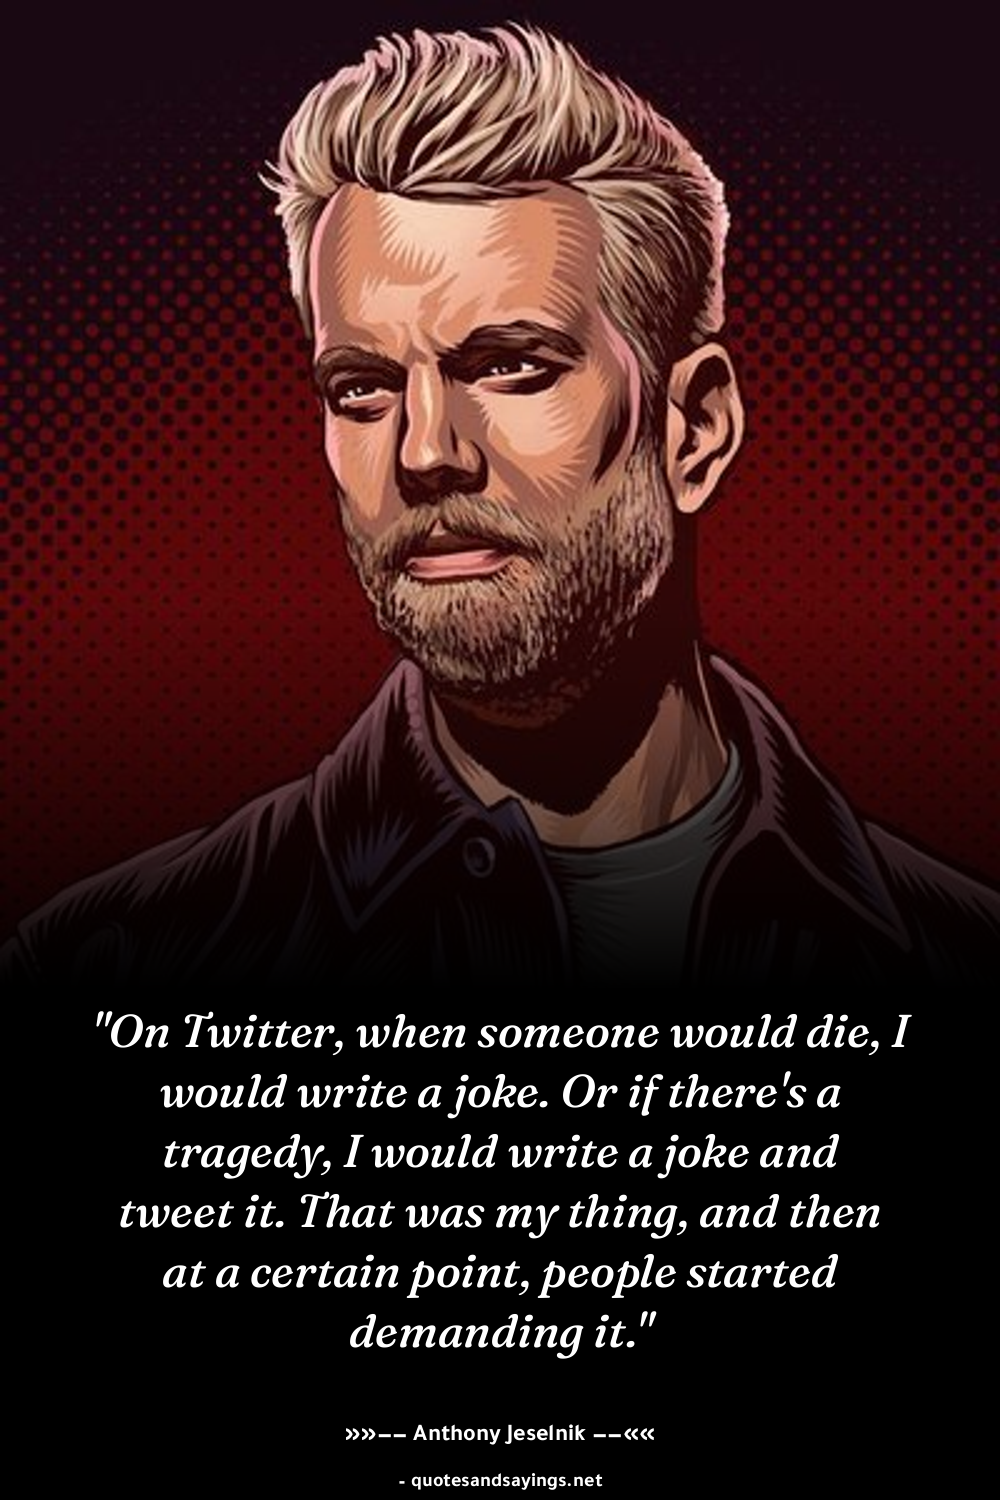 "On Twitter, when someone would die, I
would write a joke. Or if there's a
tragedy, I would write a joke and
tweet it. That was my thing, and then
at a certain point, people started
demanding it."
»»−− Anthony Jeselnik −−««
- quotesandsayings.net